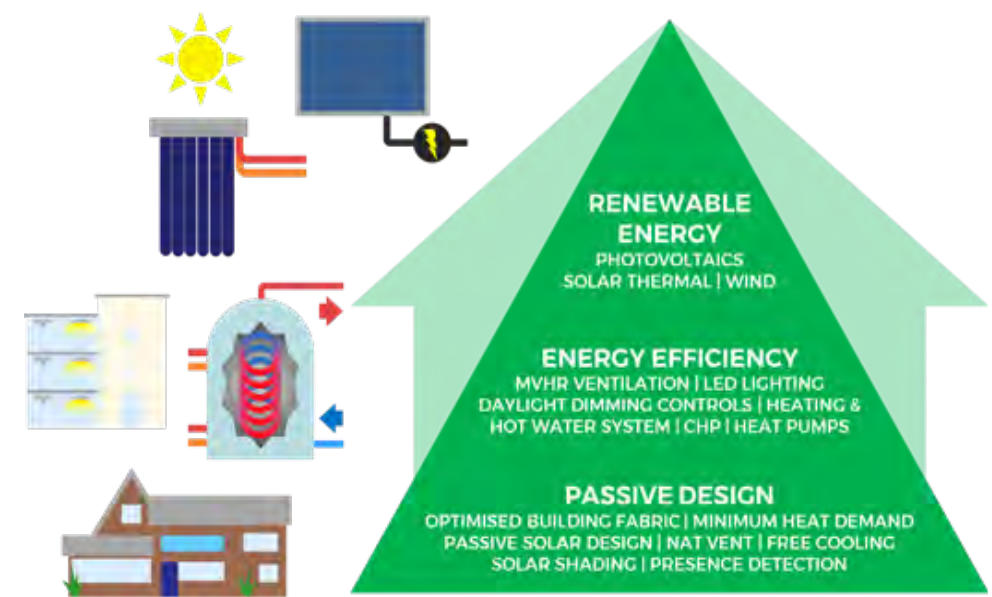 RENEWABLE
ENERGY
PHOTOVOLTAICS
SOLAR THERMAL | WIND
ENERGY EFFICIENCY
MVHR VENTILATION | LED LIGHTING
DAYLIGHT DIMMING CONTROLS | HEATING &
HOT WATER SYSTEM | CHP | HEAT PUMPS
PASSIVE DESIGN
OPTIMISED BUILDING FABRIC | MINIMUM HEAT DEMAND
PASSIVE SOLAR DESIGN | NAT VENT | FREE COOLING
SOLAR SHADING | PRESENCE DETECTION